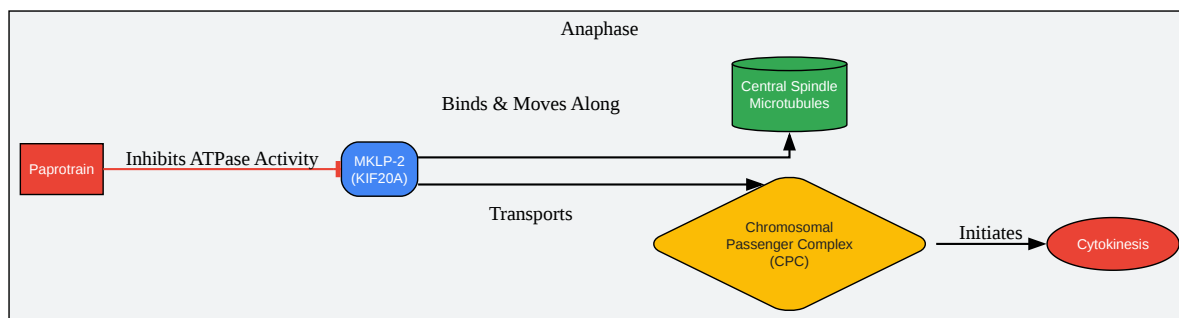 Anaphase
Central Spindle
Microtubules
Binds & Moves Along
Paprotrain
Inhibits ATPase Activity
MKLP-2
(KIF20A)
Transports
Chromosomal
Passenger Complex
(CPC)
Initiates
Cytokinesis